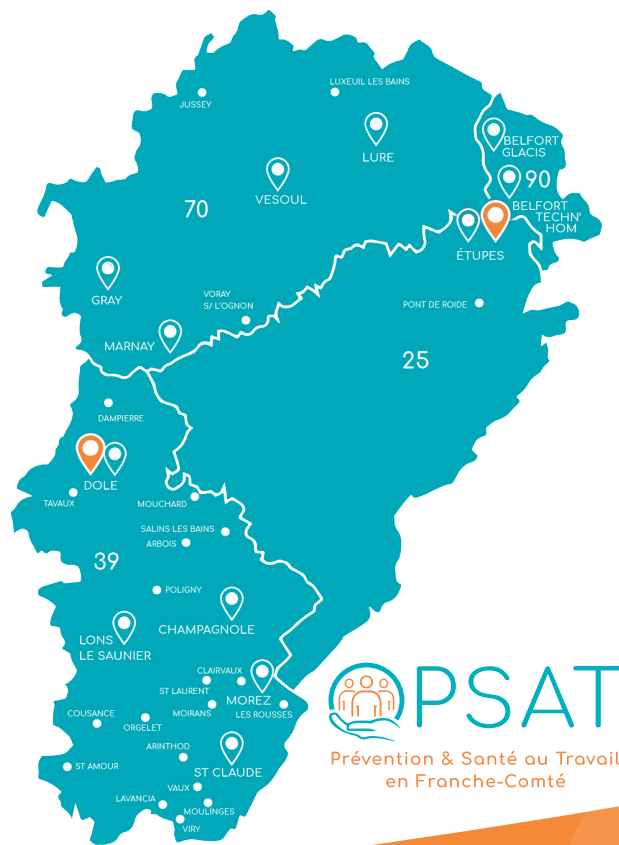 LUXEUIL LES BAINS
JUSSEY
LURE
BELFORT
GLACIS
90
BELFORT
TECHN'
HOM
VESOUL
70
ÉTUPES
GRAY
VORAY
S/ L'OGNON
PONT DE ROIDE
MARNAY
25
DAMPIERRE
DOLE
TAVAUX
MOUCHARD
SALINS LES BAINS
ARBOIS
39
POLIGNY
CHAMPAGNOLE
LONS
LE SAUNIER
CLAIRVAUX
ST LAURENT
MOREZ
MOIRANS
LES ROUSSES
COUSANCE
ORGELET
ARINTHOD
ST AMOUR
ST CLAUDE
VAUX
LAVANCIA
MOULINGES
VIRY
OPSAT
Prévention & Santé au Travail
en Franche-Comté